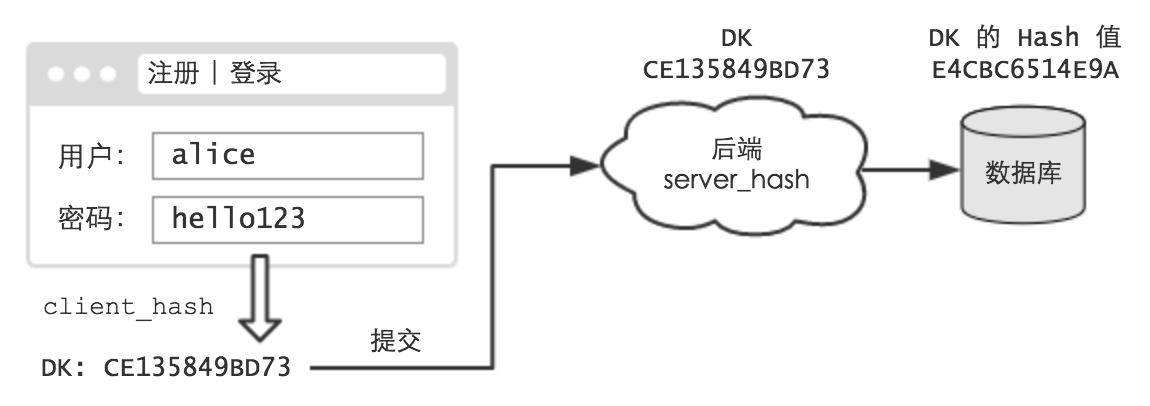 注册 | 登录
用户: alice
密码: hello123
client_hash
DK: CE135849BD73
提交
DK
CE135849BD73
后端
server_hash
DK 的 Hash 值
E4CBC6514E9A
数据库